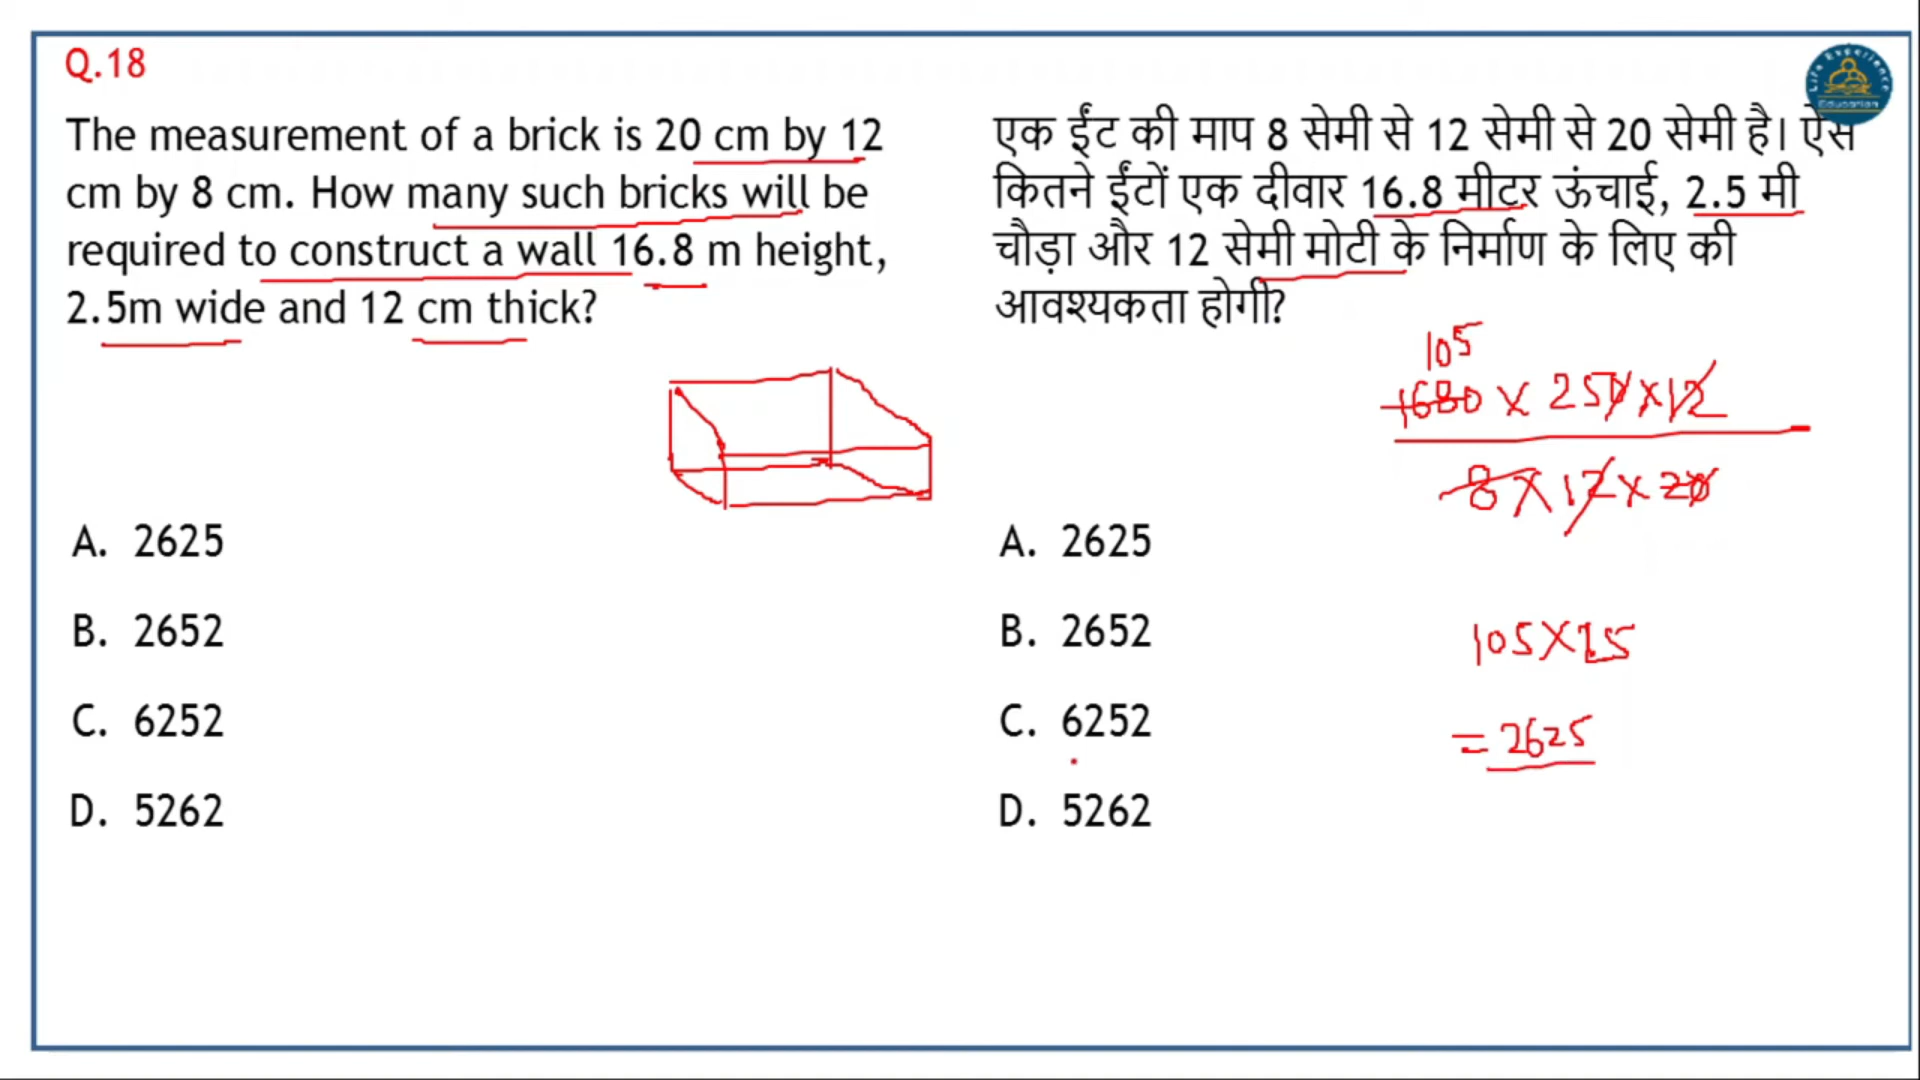 Q.18
The measurement of a brick is 20 cm by 12
cm by 8 cm. How many such bricks will be
required to construct a wall 16.8 m height,
2.5m wide and 12 cm thick?
A. 2625
B. 2652
C. 6252
D. 5262
Life Experience
Education
एक ईंट की माप 8 सेमी से 12 सेमी से 20 सेमी है। ऐसे
कितने ईंटों एक दीवार 16.8 मीटर ऊंचाई, 2.5 मी
चौड़ा और 12 सेमी मोटी के निर्माण के लिए की
आवश्यकता होगी?
A. 2625
B. 2652
C. 6252
D. 5262
105
1680 x 250 x 12
8 x 12 x 20
105 x 25
= 2625